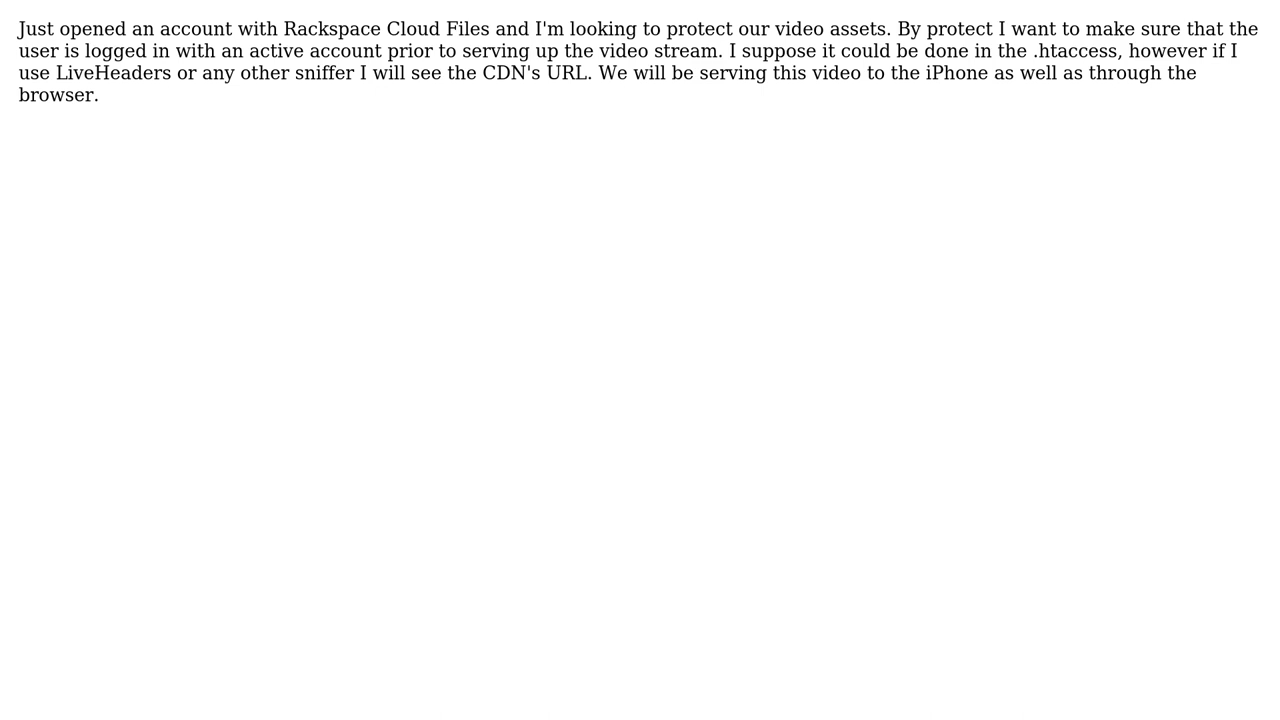 Just opened an account with Rackspace Cloud Files and I'm looking to protect our video assets. By protect I want to make sure that the
user is logged in with an active account prior to serving up the video stream. I suppose it could be done in the .htaccess, however if I
use LiveHeaders or any other sniffer I will see the CDN's URL. We will be serving this video to the iPhone as well as through the
browser.